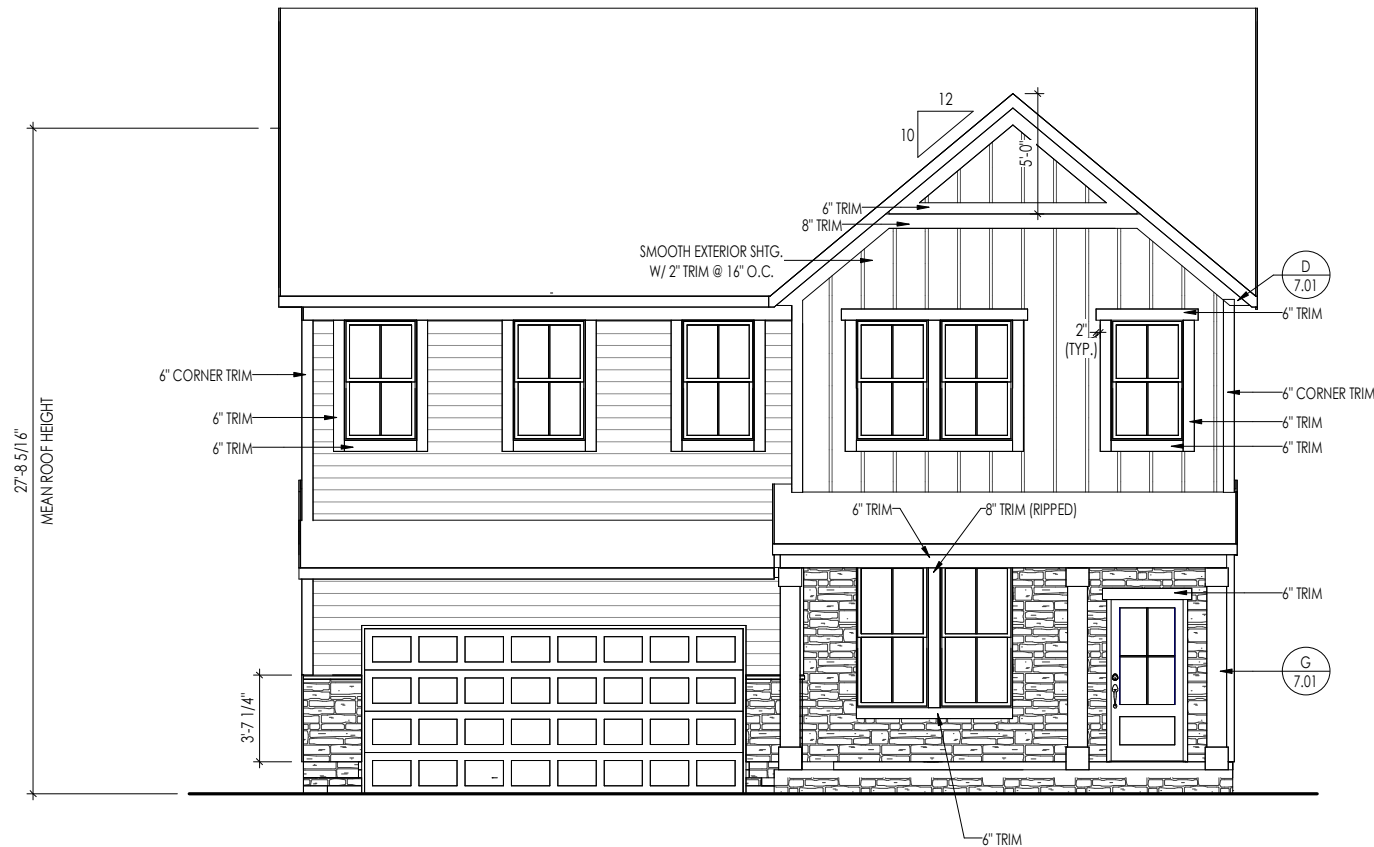 12
10
5'-0"
6" TRIM
8" TRIM
SMOOTH EXTERIOR SHTG.
W/ 2" TRIM @ 16" O.C.
D
7.01
6" TRIM
2"
(TYP.)
6" CORNER TRIM
6" CORNER TRIM
6" TRIM
6" TRIM
6" TRIM
6" TRIM
27'-8 5/16"
MEAN ROOF HEIGHT
6" TRIM
8" TRIM (RIPPED)
6" TRIM
G
7.01
3'-7 1/4"
6" TRIM